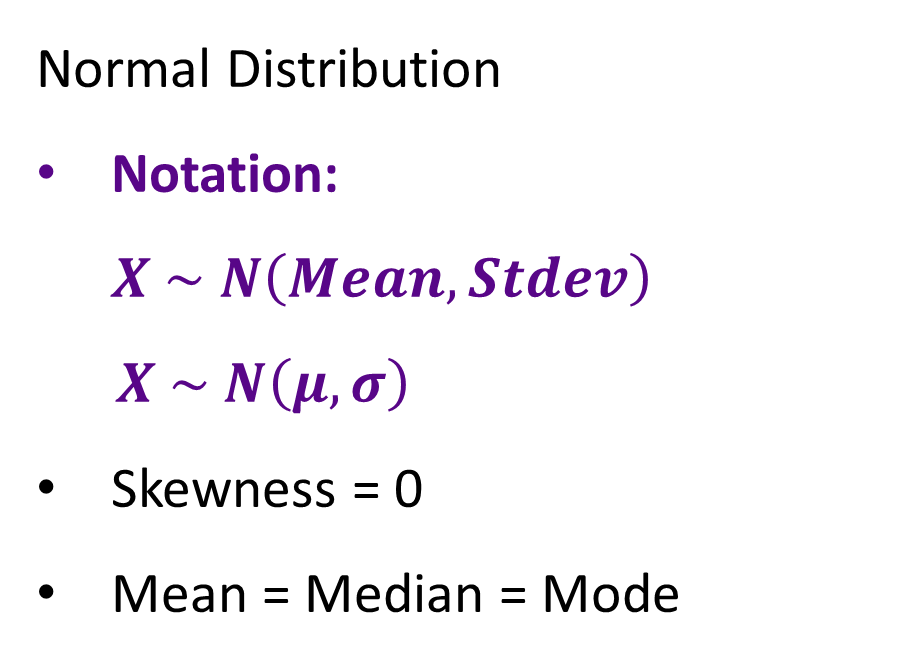 Normal Distribution
• Notation:
X ~ N(Mean, Stdev)
X ~ N(μ, σ)
• Skewness = 0
• Mean = Median = Mode